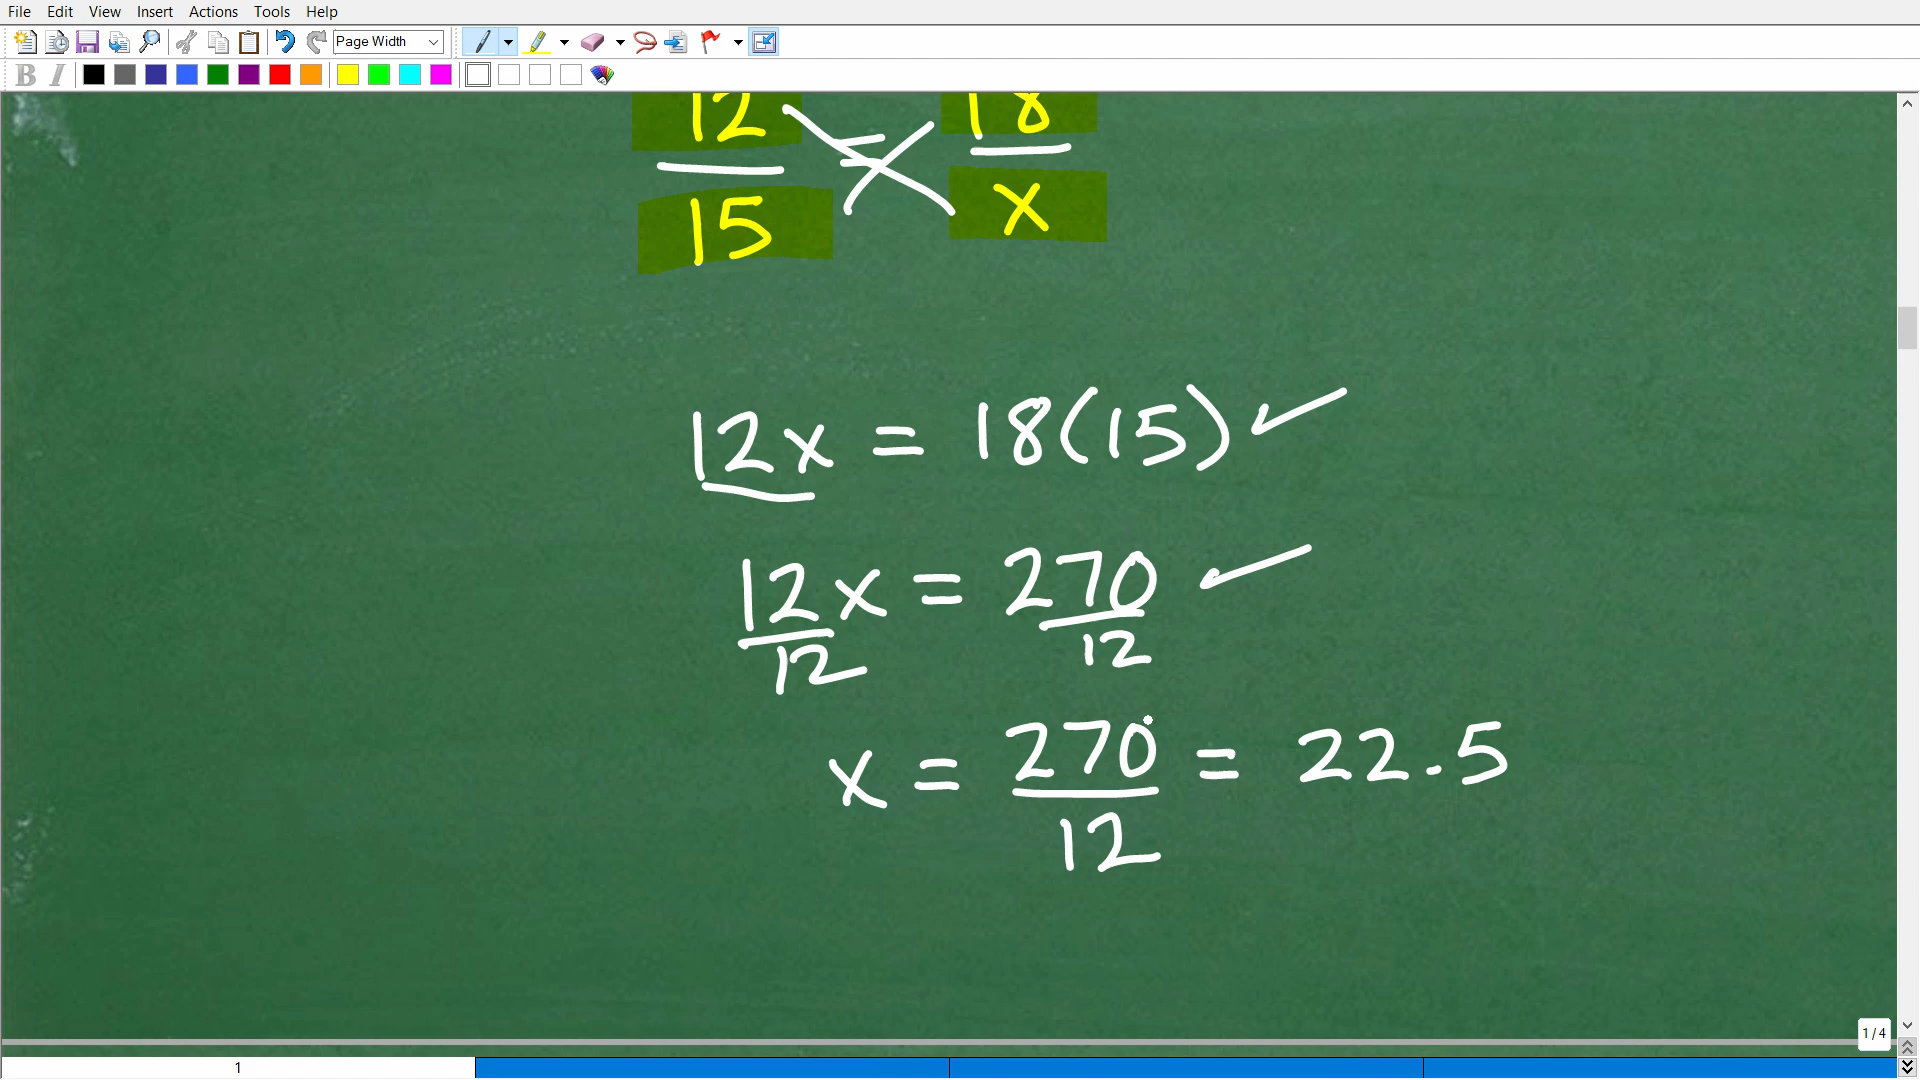 File Edit View Insert Actions Tools Help
Page Width
B I
12 = 18
15 x
12x = 18(15) ✓
12x = 270 ✓
12 12
x = 270 = 22.5
12
1 / 4
1